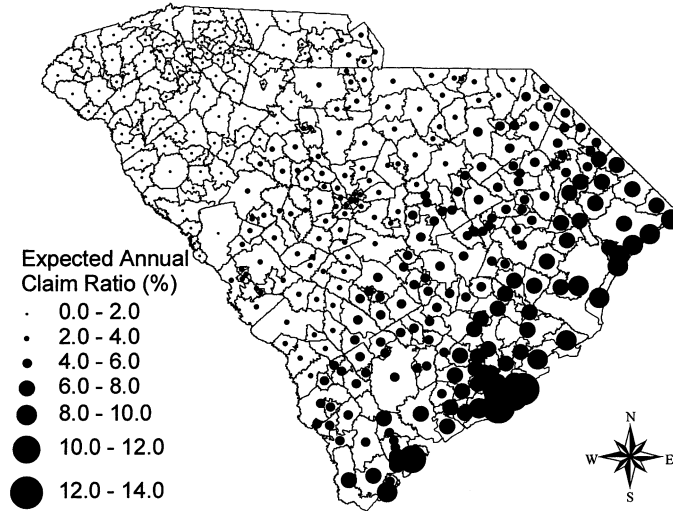 Expected Annual
Claim Ratio (%)
0.0 - 2.0
2.0 - 4.0
4.0 - 6.0
6.0 - 8.0
8.0 - 10.0
10.0 - 12.0
12.0 - 14.0
N
W E
S